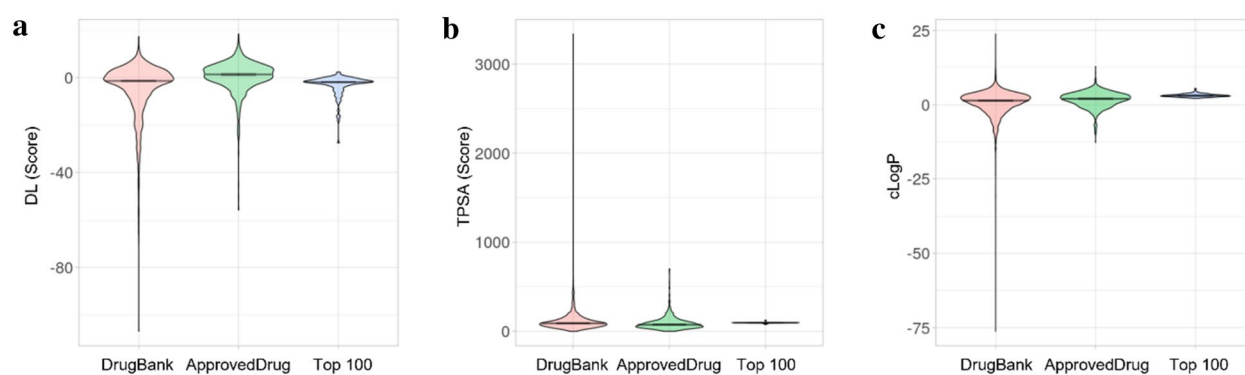 a
DL (Score)
0
-40
-80
DrugBank ApprovedDrug Top 100
b
TPSA (Score)
3000
2000
1000
0
DrugBank ApprovedDrug Top 100
c
cLogP
25
0
-25
-50
-75
DrugBank ApprovedDrug Top 100